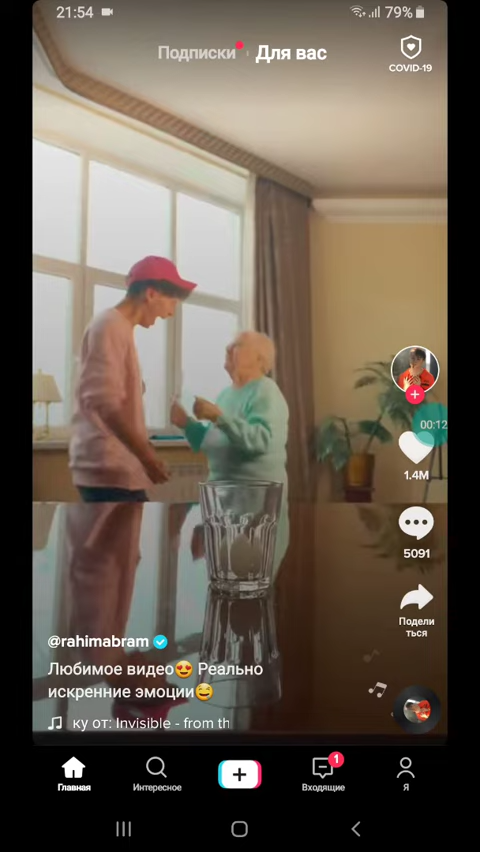 21:54
79%
Подписки
Для вас
COVID-19
00:12
1.4M
5091
Подели
ться
@rahimabram
Любимое видео😍 Реально
искренние эмоции😅
ку от: Invisible - from th
1
Главная
Интересное
Входящие
Я